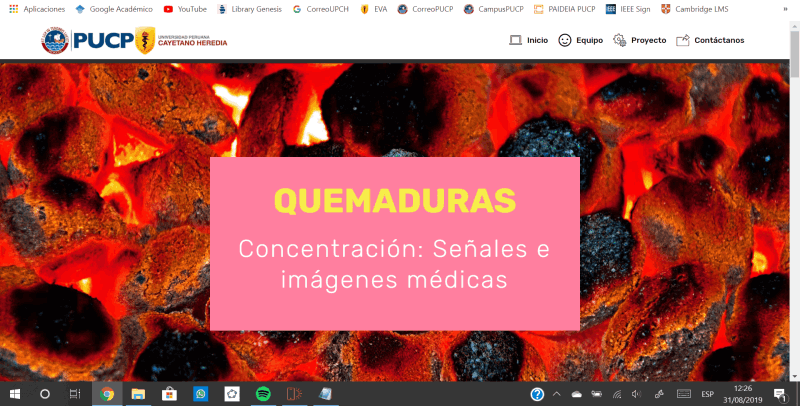 Aplicaciones Google Académico YouTube Library Genesis CorreoUPCH EVA CorreoPUCP CampusPUCP PAIDEIA PUCP IEEE Sign Cambridge LMS »
PUCP UNIVERSIDAD PERUANA
CAYETANO HEREDIA
Inicio Equipo Proyecto Contáctanos
QUEMADURAS
Concentración: Señales e
imágenes médicas
ESP
12:26
31/08/2019
1